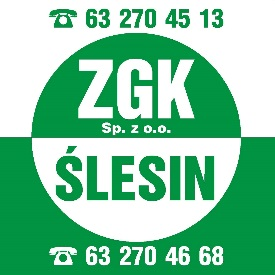 ☎ 63 270 45 13
ZGK
Sp. z o.o.
ŚLESIN
☎ 63 270 46 68